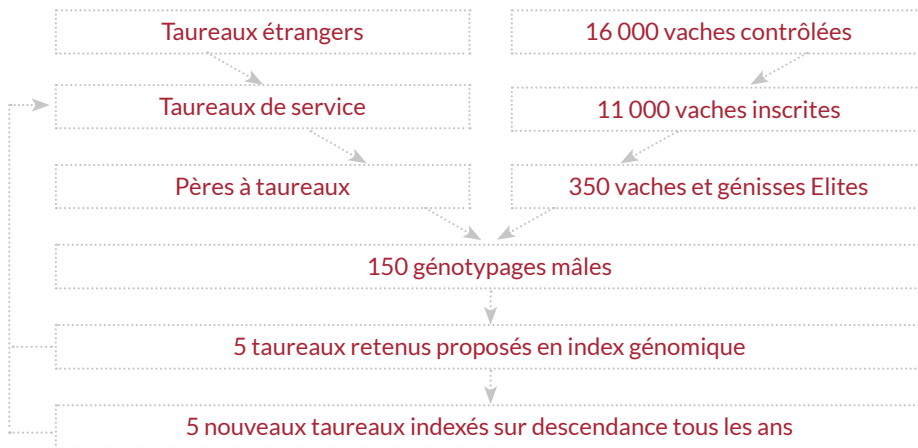 Taureaux étrangers
16 000 vaches contrôlées
Taureaux de service
11 000 vaches inscrites
Pères à taureaux
350 vaches et génisses Elites
150 génotypages mâles
5 taureaux retenus proposés en index génomique
5 nouveaux taureaux indexés sur descendance tous les ans